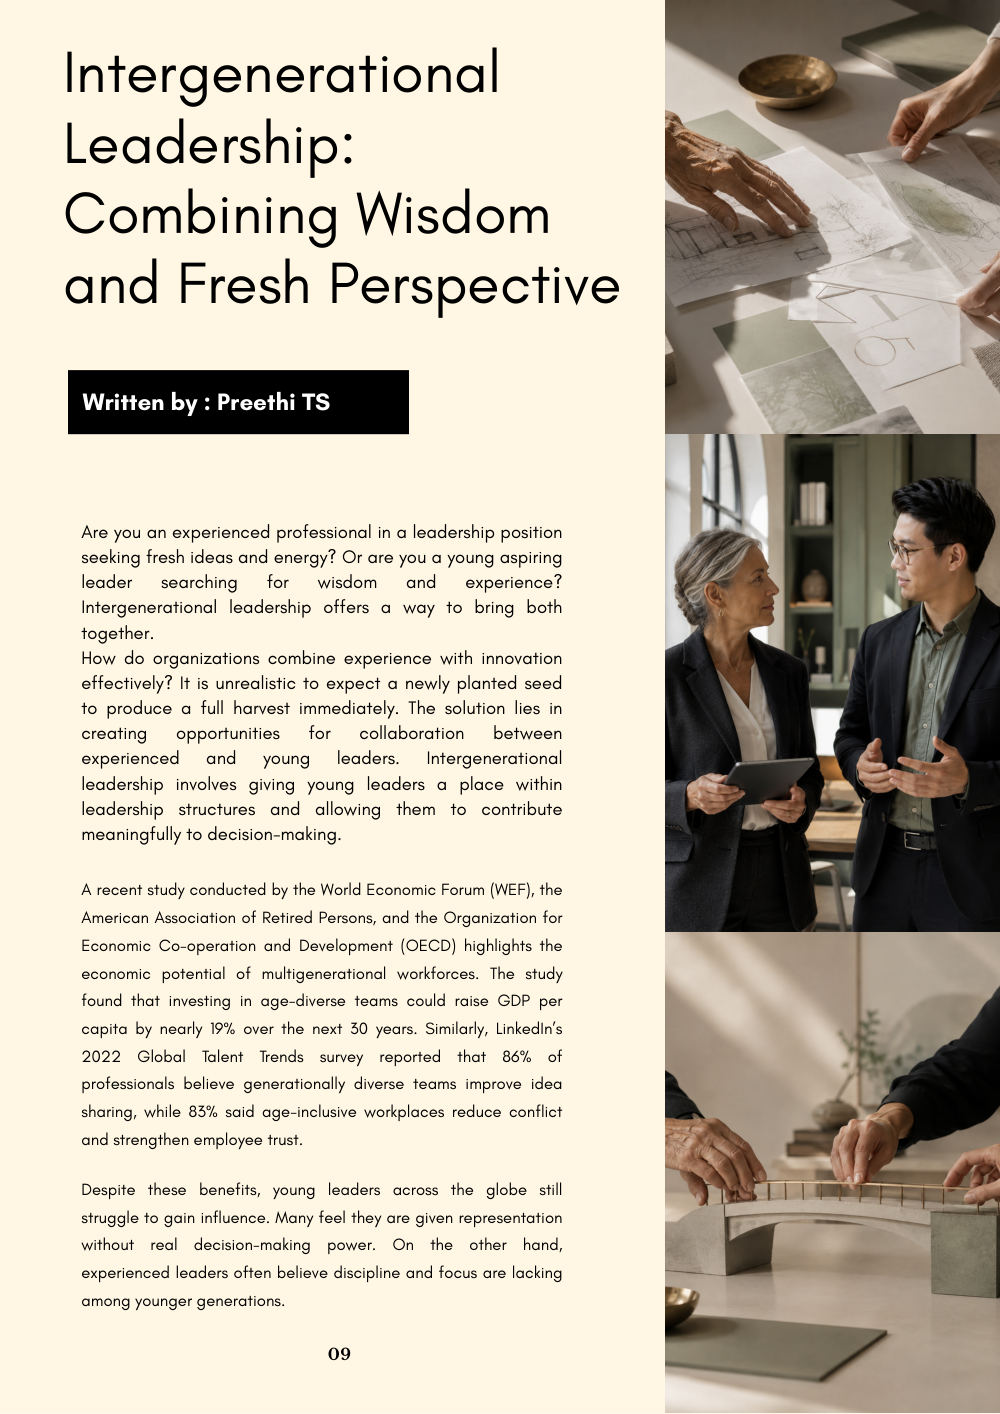 Intergenerational
Leadership:
Combining Wisdom
and Fresh Perspective
Written by : Preethi TS
Are you an experienced professional in a leadership position
seeking fresh ideas and energy? Or are you a young aspiring
leader searching for wisdom and experience?
Intergenerational leadership offers a way to bring both
together.
How do organizations combine experience with innovation
effectively? It is unrealistic to expect a newly planted seed
to produce a full harvest immediately. The solution lies in
creating opportunities for collaboration between
experienced and young leaders. Intergenerational
leadership involves giving young leaders a place within
leadership structures and allowing them to contribute
meaningfully to decision-making.
A recent study conducted by the World Economic Forum (WEF), the
American Association of Retired Persons, and the Organization for
Economic Co-operation and Development (OECD) highlights the
economic potential of multigenerational workforces. The study
found that investing in age-diverse teams could raise GDP per
capita by nearly 19% over the next 30 years. Similarly, LinkedIn’s
2022 Global Talent Trends survey reported that 86% of
professionals believe generationally diverse teams improve idea
sharing, while 83% said age-inclusive workplaces reduce conflict
and strengthen employee trust.
Despite these benefits, young leaders across the globe still
struggle to gain influence. Many feel they are given representation
without real decision-making power. On the other hand,
experienced leaders often believe discipline and focus are lacking
among younger generations.
09